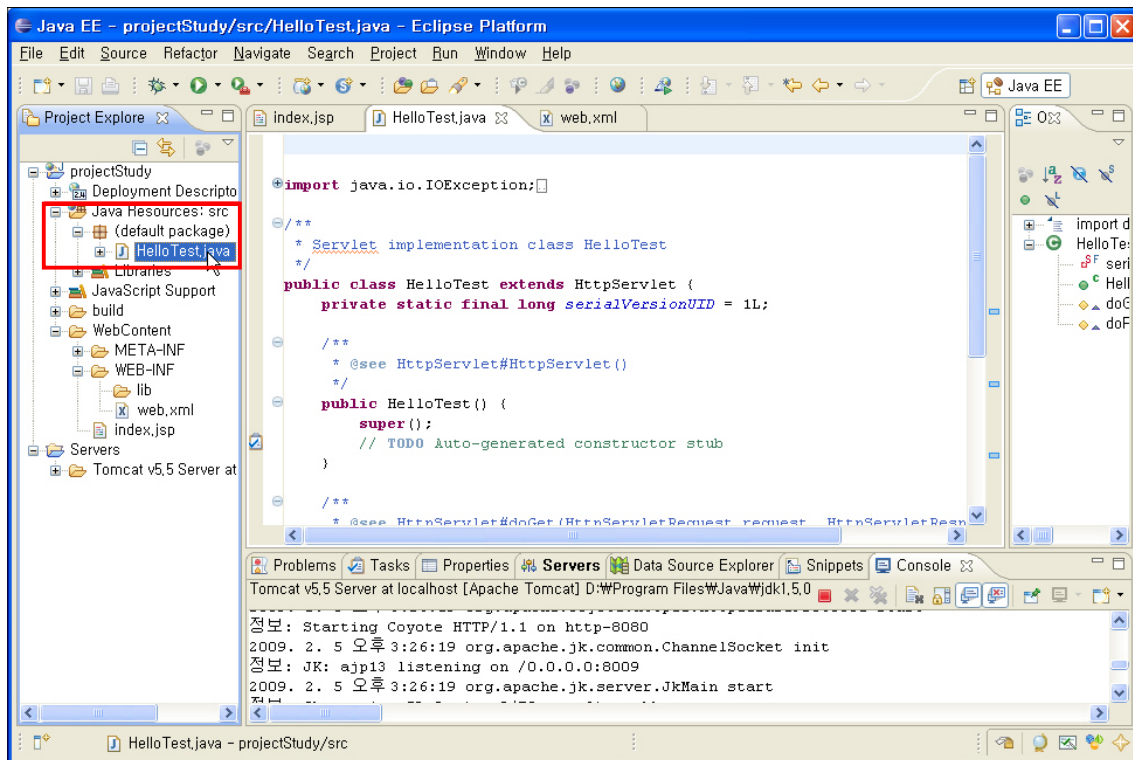 Java EE - projectStudy/src/HelloTest.java - Eclipse Platform
File Edit Source Refactor Navigate Search Project Run Window Help
Java EE
Project Explore
index.jsp HelloTest.java web.xml
projectStudy
Deployment Descripto
Java Resources: src
(default package)
HelloTest.java
Libraries
JavaScript Support
build
WebContent
META-INF
WEB-INF
lib
web.xml
index.jsp
Servers
Tomcat v5.5 Server at
import java.io.IOException;
/**
* Servlet implementation class HelloTest
*/
public class HelloTest extends HttpServlet {
private static final long serialVersionUID = 1L;
/**
* @see HttpServlet#HttpServlet()
*/
public HelloTest() {
super();
// TODO Auto-generated constructor stub
}
/**
* @see HttpServlet#doGet(HttpServletRequest request, HttpServletResp
import d
HelloTe
seri
Hell
doG
doP
Problems Tasks Properties Servers Data Source Explorer Snippets Console
Tomcat v5.5 Server at localhost [Apache Tomcat] D:₩Program Files₩Java₩jdk1.5.0
정보: Starting Coyote HTTP/1.1 on http-8080
2009. 2. 5 오후 3:26:19 org.apache.jk.common.ChannelSocket init
정보: JK: ajp13 listening on /0.0.0.0:8009
2009. 2. 5 오후 3:26:19 org.apache.jk.server.JkMain start
HelloTest.java - projectStudy/src